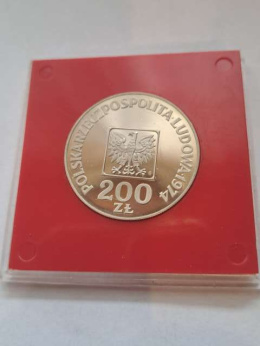 POLSKA RZECZPOSPOLITA LUDOWA 1974
200
ZŁ